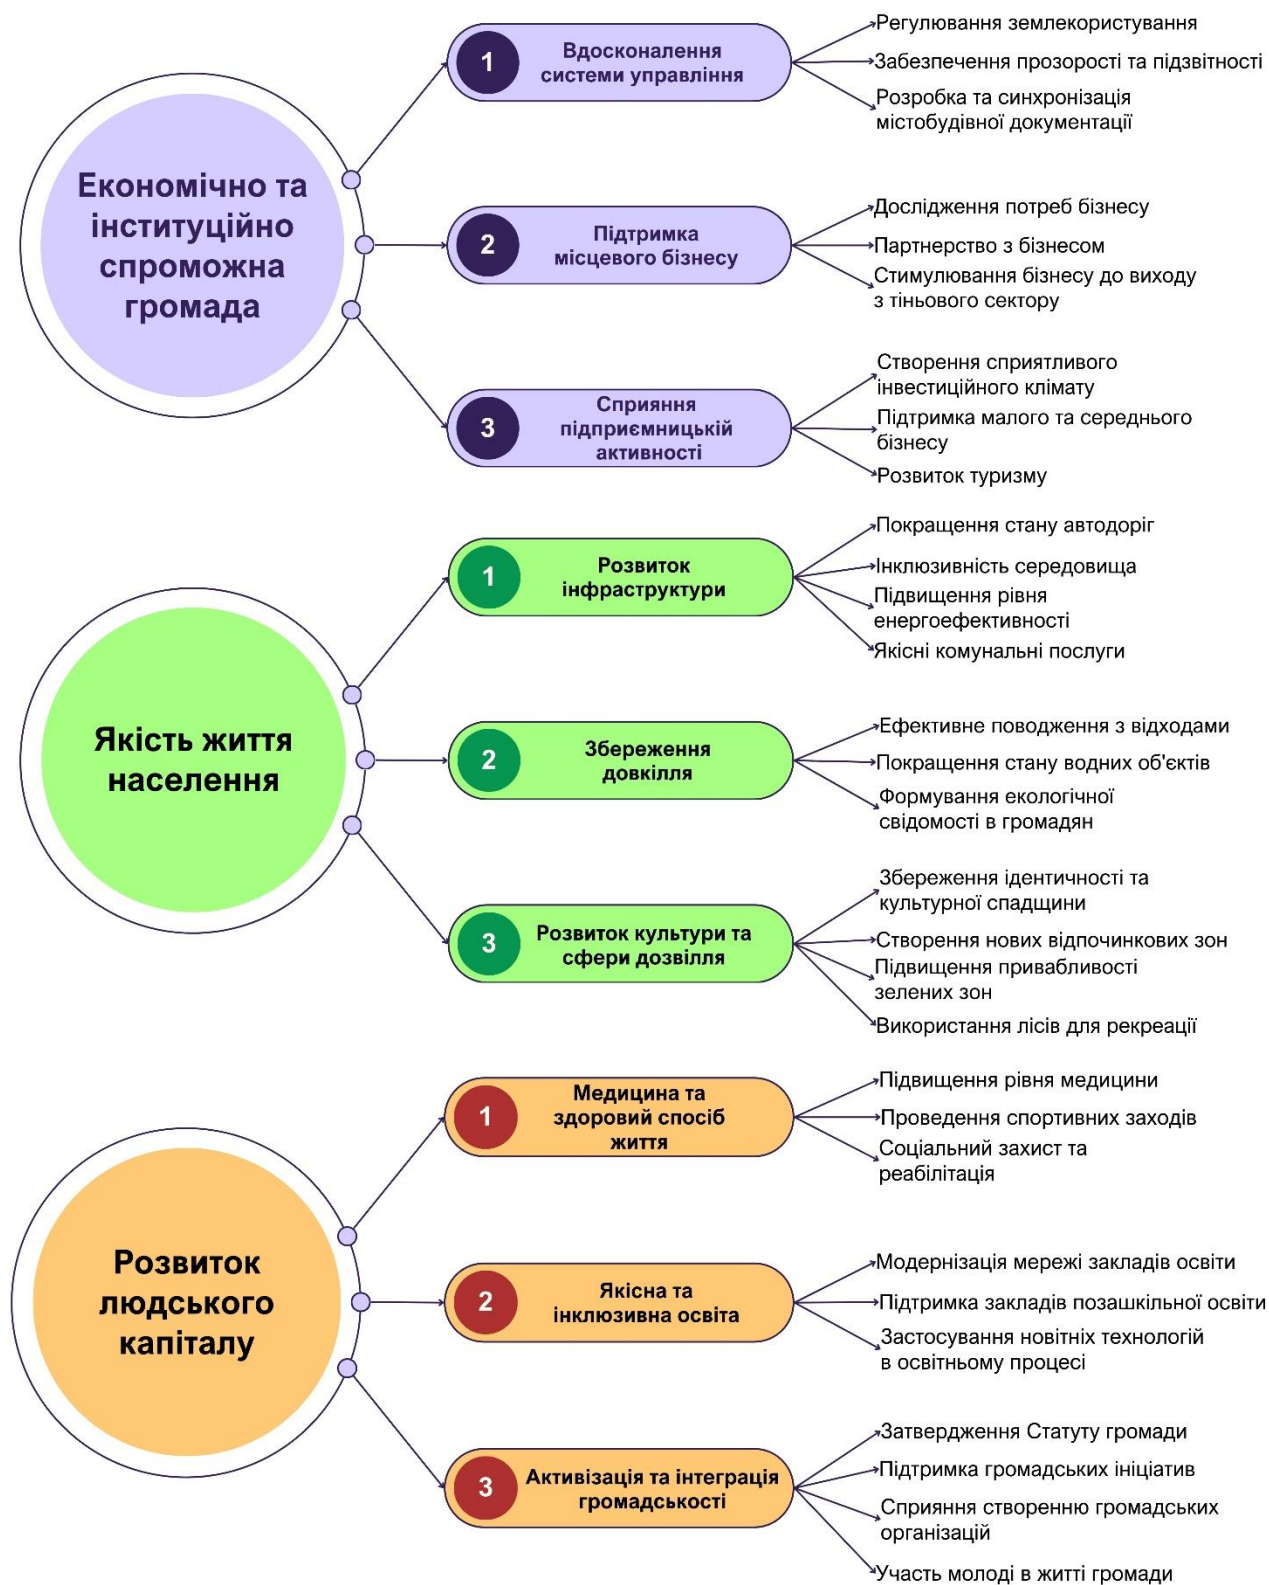 Економічно та
інституційно
спроможна
громада
1
Вдосконалення
системи управління
Регулювання землекористування
Забезпечення прозорості та підзвітності
Розробка та синхронізація
містобудівної документації
2
Підтримка
місцевого бізнесу
Дослідження потреб бізнесу
Партнерство з бізнесом
Стимулювання бізнесу до виходу
з тіньового сектору
3
Сприяння
підприємницькій
активності
Створення сприятливого
інвестиційного клімату
Підтримка малого та середнього
бізнесу
Розвиток туризму
Якість життя
населення
1
Розвиток
інфраструктури
Покращення стану автодоріг
Інклюзивність середовища
Підвищення рівня
енергоефективності
Якісні комунальні послуги
2
Збереження
довкілля
Ефективне поводження з відходами
Покращення стану водних об'єктів
Формування екологічної
свідомості в громадян
3
Розвиток культури та
сфери дозвілля
Збереження ідентичності та
культурної спадщини
Створення нових відпочинкових зон
Підвищення привабливості
зелених зон
Використання лісів для рекреації
Розвиток
людського
капіталу
1
Медицина та
здоровий спосіб
життя
Підвищення рівня медицини
Проведення спортивних заходів
Соціальний захист та
реабілітація
2
Якісна та
інклюзивна освіта
Модернізація мережі закладів освіти
Підтримка закладів позашкільної освіти
Застосування новітніх технологій
в освітньому процесі
3
Активізація та інтеграція
громадськості
Затвердження Статуту громади
Підтримка громадських ініціатив
Сприяння створенню громадських
організацій
Участь молоді в житті громади